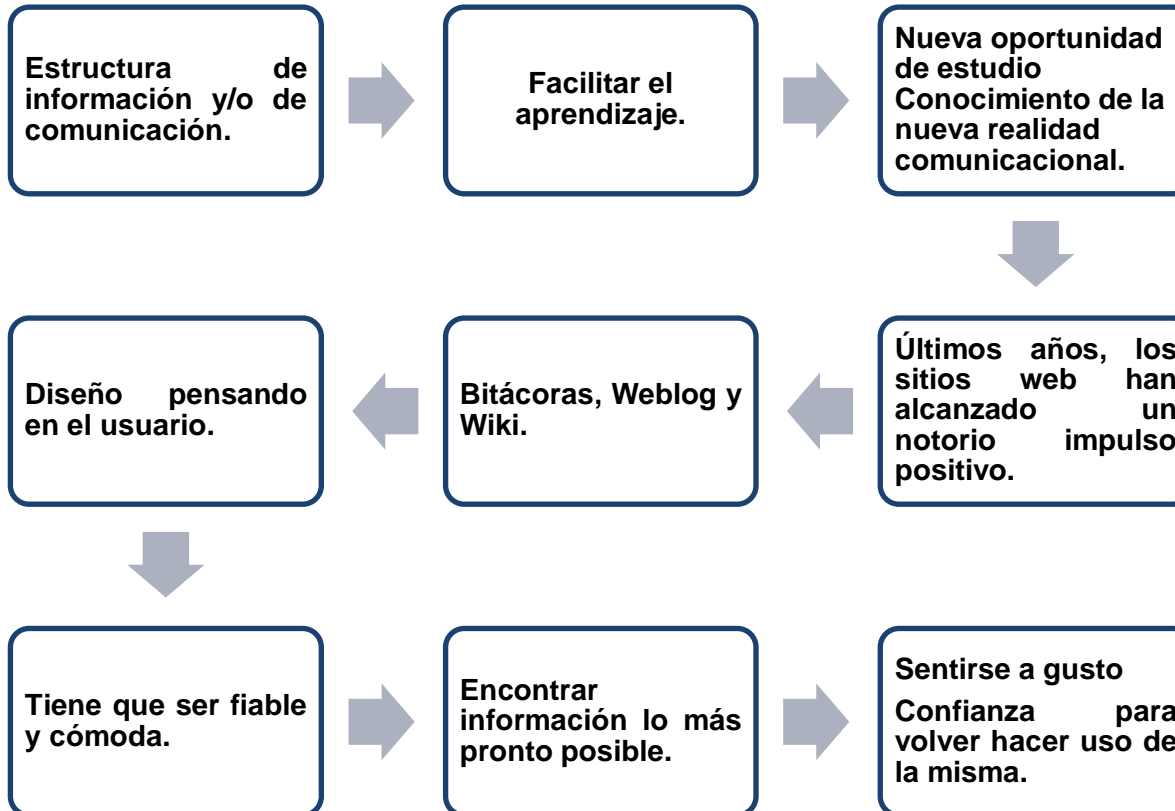 Estructura de
información y/o de
comunicación.
Facilitar el
aprendizaje.
Nueva oportunidad
de estudio
Conocimiento de la
nueva realidad
comunicacional.
Últimos años, los
sitios web han
alcanzado un
notorio impulso
positivo.
Bitácoras, Weblog y
Wiki.
Diseño pensando
en el usuario.
Tiene que ser fiable
y cómoda.
Encontrar
información lo más
pronto posible.
Sentirse a gusto
Confianza para
volver hacer uso de
la misma.